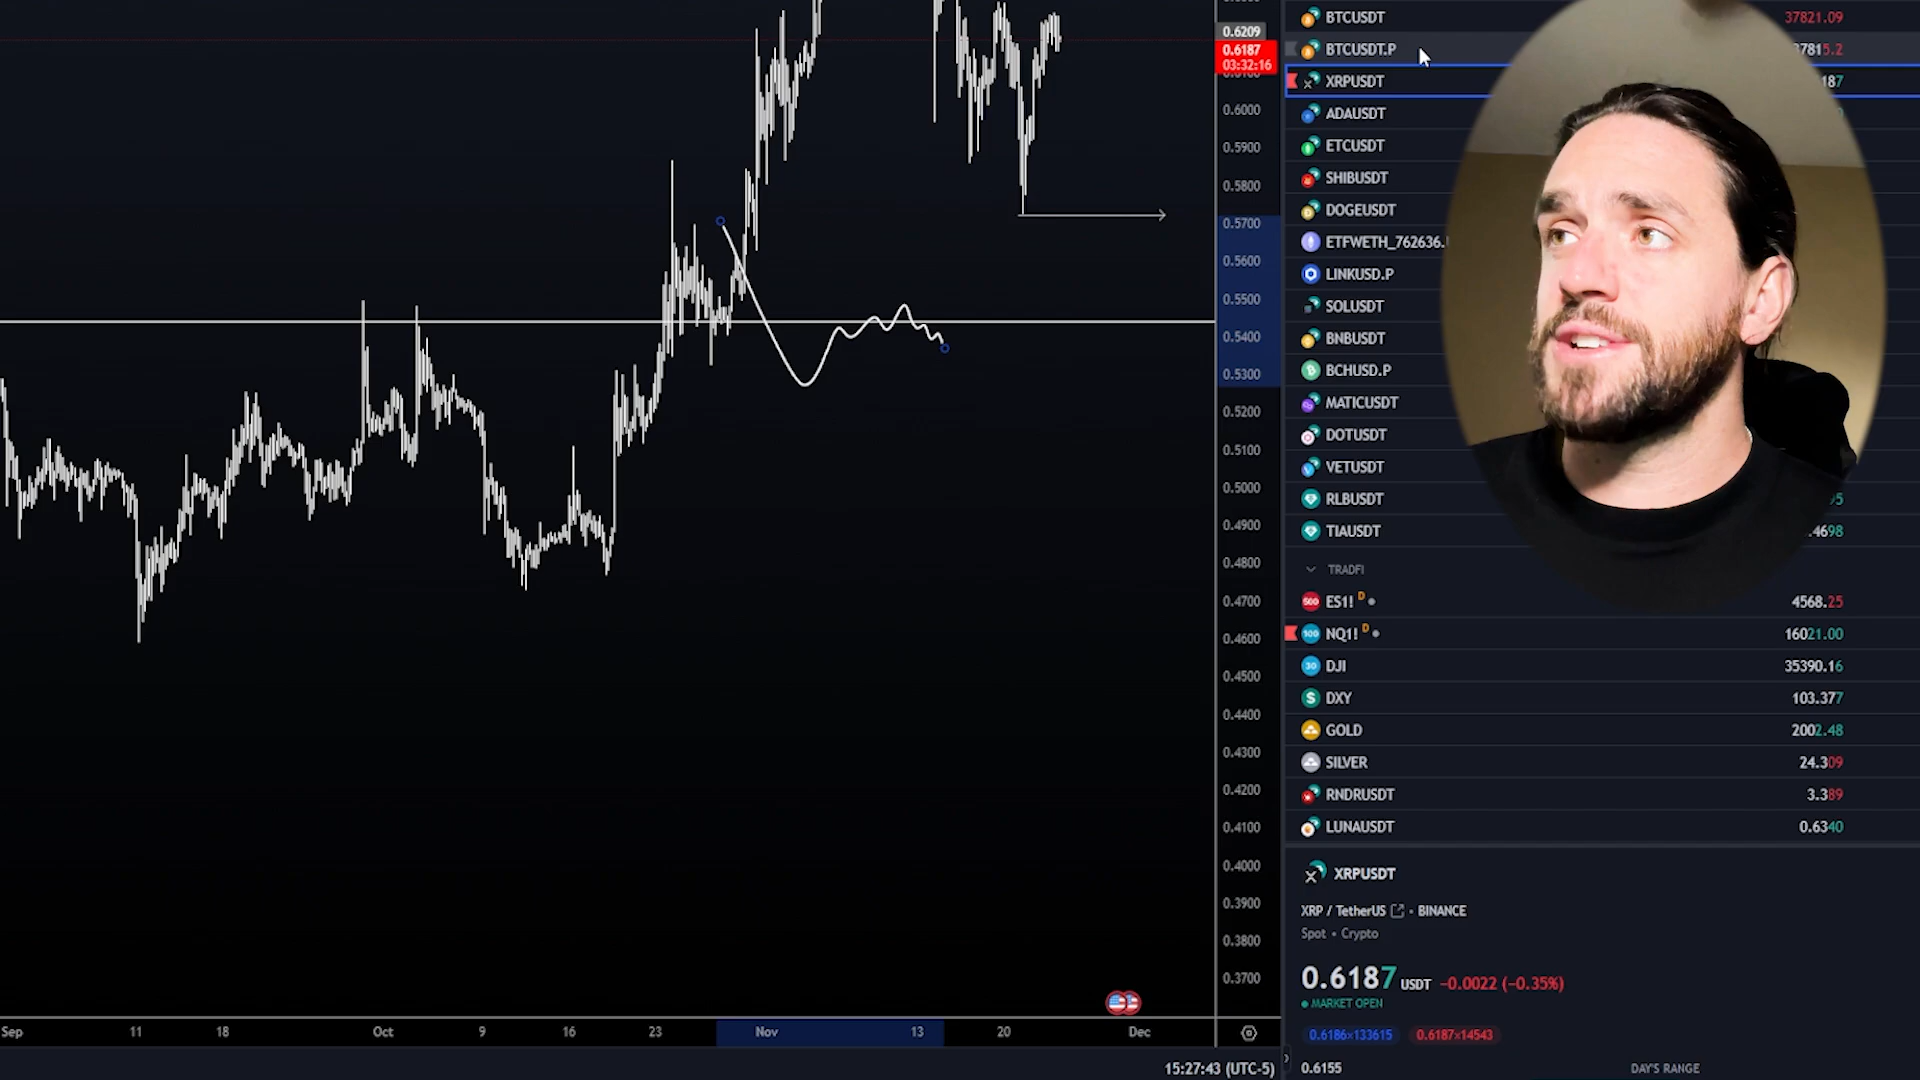 BTCUSDT 37821.09
0.6209
BTCUSDT.P 7815.2
0.6187
03:32:16
XRPUSDT 187
0.6000
ADAUSDT
0.5900
ETCUSDT
0.5800
SHIBUSDT
DOGEUSDT
0.5700
ETFWETH_762636.
0.5600
LINKUSD.P
0.5500
SOLUSDT
0.5400
BNBUSDT
0.5300
BCHUSD.P
0.5200
MATICUSDT
0.5100
DOTUSDT
VETUSDT
0.5000
RLBUSDT 5
0.4900
TIAUSDT .4698
0.4800
TRADFI
0.4700
ES1! D 4568.25
0.4600
NQ1! D 16021.00
DJI 35390.16
0.4500
DXY 103.377
0.4400
GOLD 2002.48
0.4300
SILVER 24.309
0.4200
RNDRUSDT 3.389
0.4100
LUNAUSDT 0.6340
0.4000
XRPUSDT
0.3900
XRP / TetherUS • BINANCE
Spot • Crypto
0.3800
0.3700
0.6187 USDT −0.0022 (−0.35%)
MARKET OPEN
Sep 11 18 Oct 9 16 23 Nov 13 20 Dec
0.6186×133615 0.6187×14543
15:27:43 (UTC-5)
0.6155 DAY'S RANGE